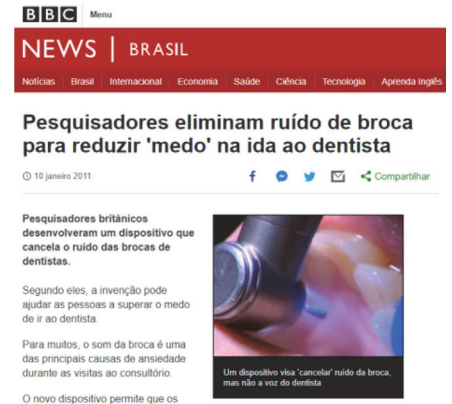 BBC Menu
NEWS | BRASIL
Notícias Brasil Internacional Economia Saúde Ciência Tecnologia Aprenda Inglês
Pesquisadores eliminam ruído de broca
para reduzir 'medo' na ida ao dentista
10 janeiro 2011
Compartilhar
Pesquisadores britânicos
desenvolveram um dispositivo que
cancela o ruído das brocas de
dentistas.
Segundo eles, a invenção pode
ajudar as pessoas a superar o medo
de ir ao dentista.
Para muitos, o som da broca é uma
das principais causas de ansiedade
durante as visitas ao consultório.
O novo dispositivo permite que os
Um dispositivo visa 'cancelar' ruído da broca,
mas não a voz do dentista